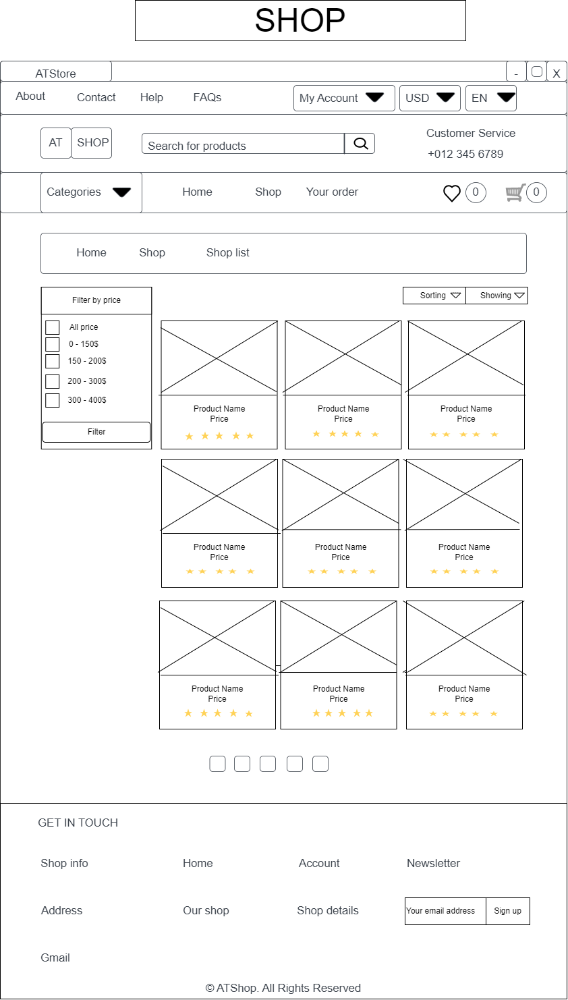 SHOP
ATStore
- X
About Contact Help FAQs My Account USD EN
AT SHOP Search for products Customer Service
+012 345 6789
Categories Home Shop Your order 0 0
Home Shop Shop list
Filter by price Sorting Showing
All price
0 - 150$
150 - 200$
200 - 300$
300 - 400$
Filter
Product Name Product Name Product Name
Price Price Price
Product Name Product Name Product Name
Price Price Price
Product Name Product Name Product Name
Price Price Price
GET IN TOUCH
Shop info Home Account Newsletter
Address Our shop Shop details Your email address Sign up
Gmail
© ATShop. All Rights Reserved